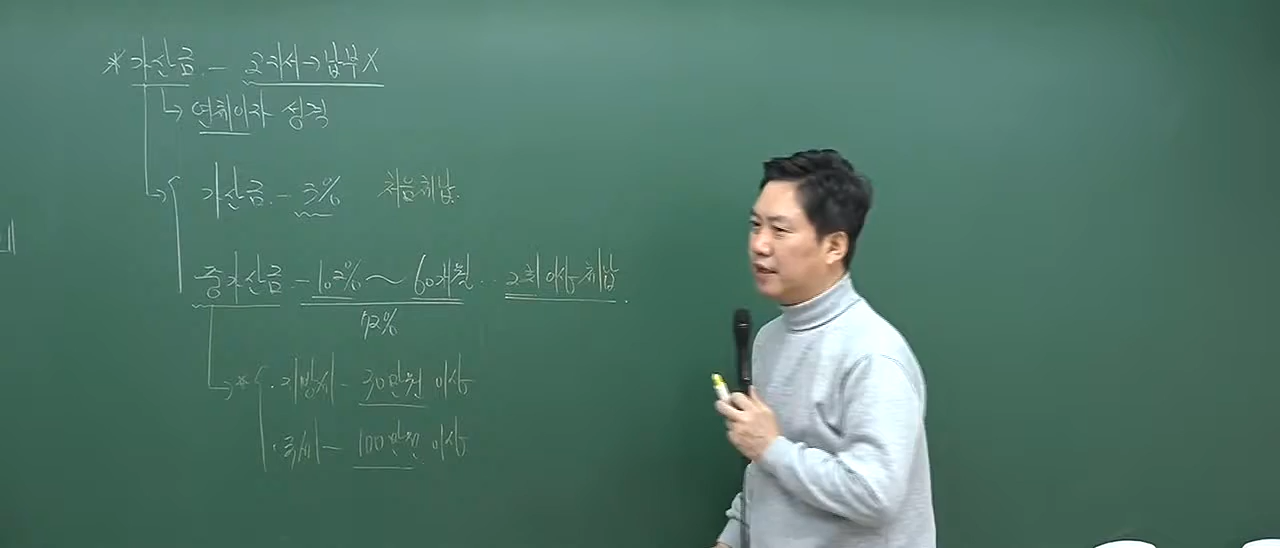 * 가산금 - 고지서 → 납부 X
↳ 연체이자 성격
→ 가산금 - 3% 처음체납.
중가산금 - 1.2% ~ 60개월.. 2회이상체납.
72%
→ * · 지방세 - 30만원 이상
· 국세 - 100만원 이상